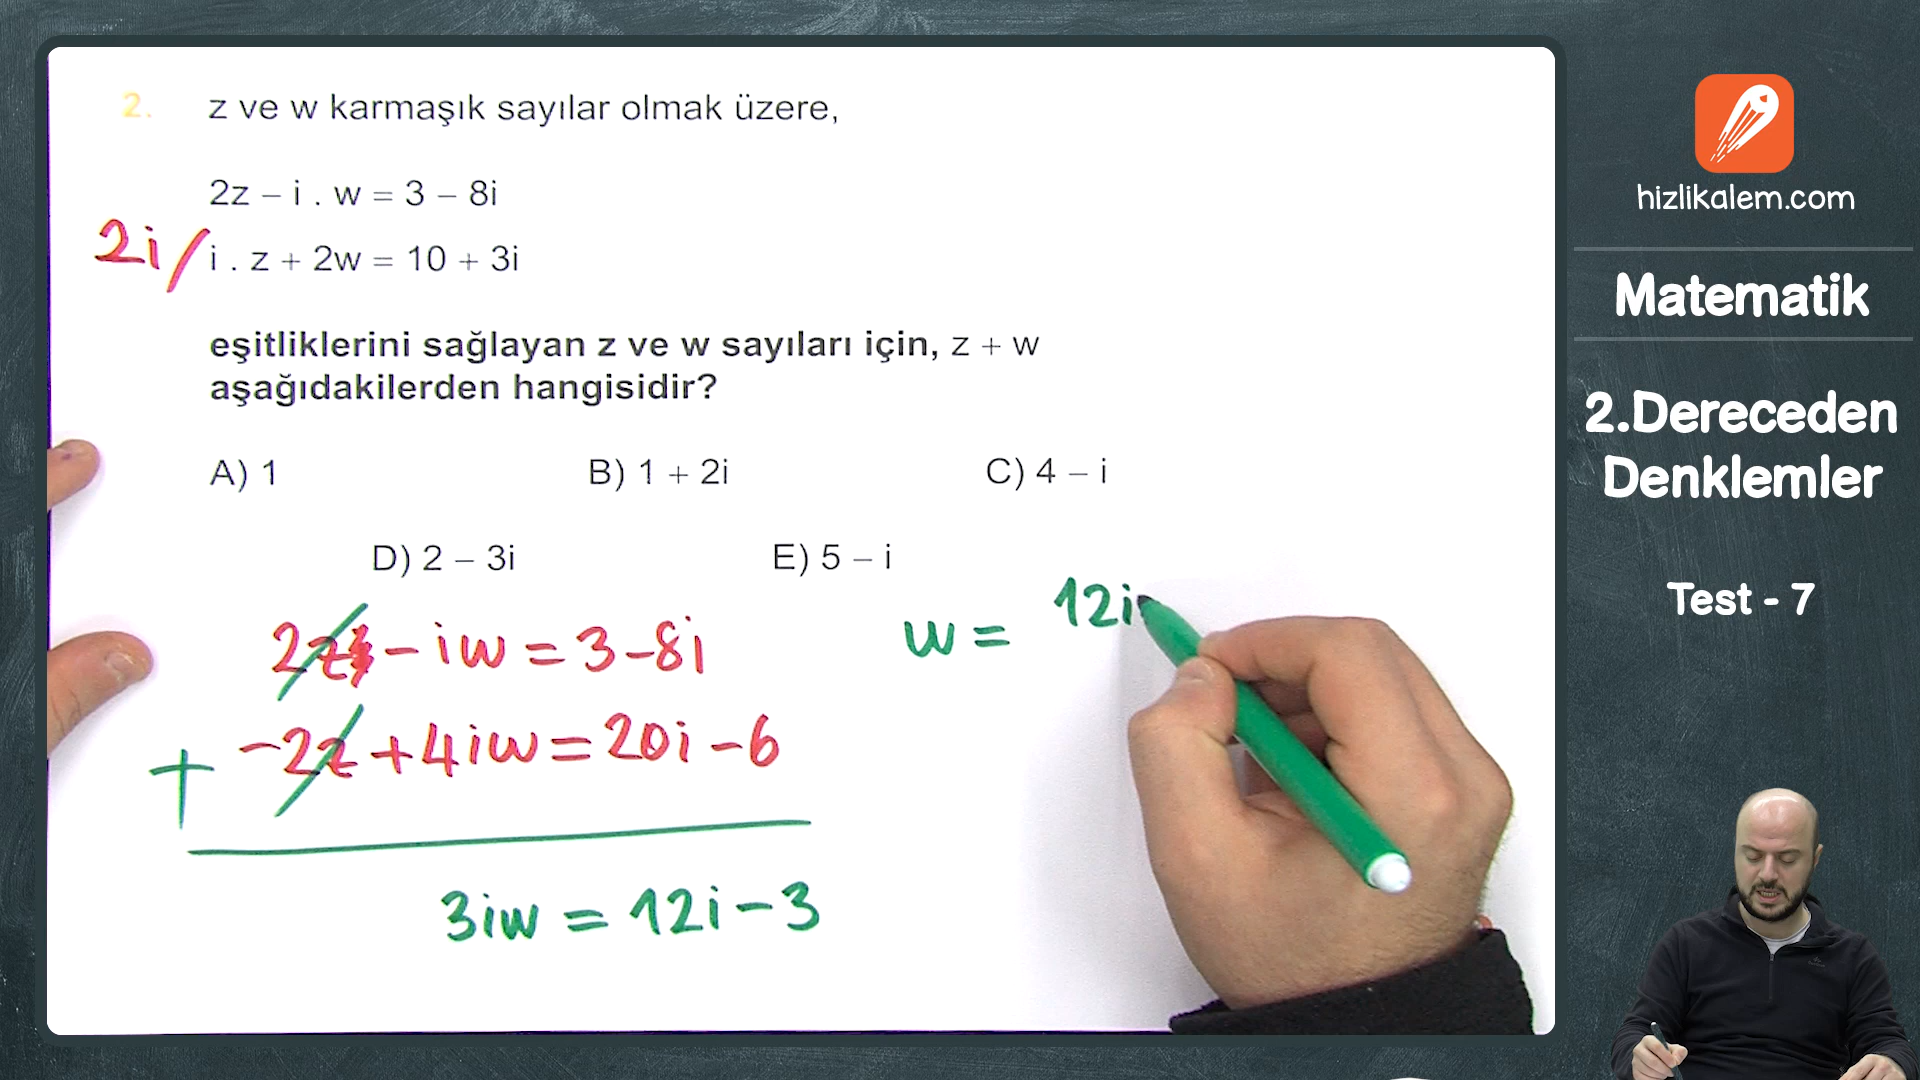 2. z ve w karmaşık sayılar olmak üzere,
2z – i . w = 3 – 8i
2i / i . z + 2w = 10 + 3i
eşitliklerini sağlayan z ve w sayıları için, z + w
aşağıdakilerden hangisidir?
A) 1 B) 1 + 2i C) 4 – i
D) 2 – 3i E) 5 – i
2z - iw = 3 - 8i
+ -2z + 4iw = 20i - 6
3iw = 12i - 3
w = 12i
hizlikalem.com
Matematik
2.Dereceden
Denklemler
Test - 7